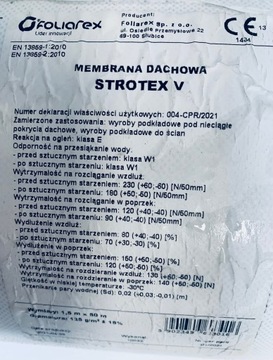 FOLIAREX
Lider innowacji
Producent:
Foliarex Sp. z o.o.
ul. Osiedle Przemysłowe 22
69-100 Słubice
CE 13
1434
EN 13859-1:2010
EN 13859-2:2010
MEMBRANA DACHOWA
STROTEX V
Numer deklaracji właściwości użytkowych: 004-CPR/2021
Zamierzone zastosowania: wyroby podkładowe pod nieciągłe
pokrycia dachowe, wyroby podkładowe do ścian
Reakcja na ogień: klasa E
Odporność na przesiąkanie wody:
- przed sztucznym starzeniem: klasa W1
- po sztucznym starzeniu: klasa W1
Wytrzymałość na rozciąganie wzdłuż:
- przed sztucznym starzeniem: 230 (+60;-60) [N/50mm]
- po sztucznym starzeniu: 180 (+60;-60) [N/50mm]
Wytrzymałość na rozciąganie w poprzek:
- przed sztucznym starzeniem: 120 (+40;-40) [N/50mm]
- po sztucznym starzeniu: 90 (+40;-40) [N/50mm]
Wydłużenie wzdłuż:
- przed sztucznym starzeniem: 80 (+40,-40) [%]
- po sztucznym starzeniu: 70 (+30,-30) [%]
Wydłużenie w poprzek:
- przed sztucznym starzeniem: 150 (+60;-60) [%]
- po sztucznym starzeniu: 120 (+50;-60) [%]
Wytrzymałość na rozdzieranie wzdłuż: 130 (+60;-60) [N]
Wytrzymałość na rozdzieranie w poprzek: 140 (+60;-60) [N]
Giętkość w niskiej temperaturze: -30°C
Przenikanie pary wodnej (Sd): 0,02 (+0,03;-0,01) [m]
Wymiary: 1,5 m x 50 m
135 g/m² ± 15%